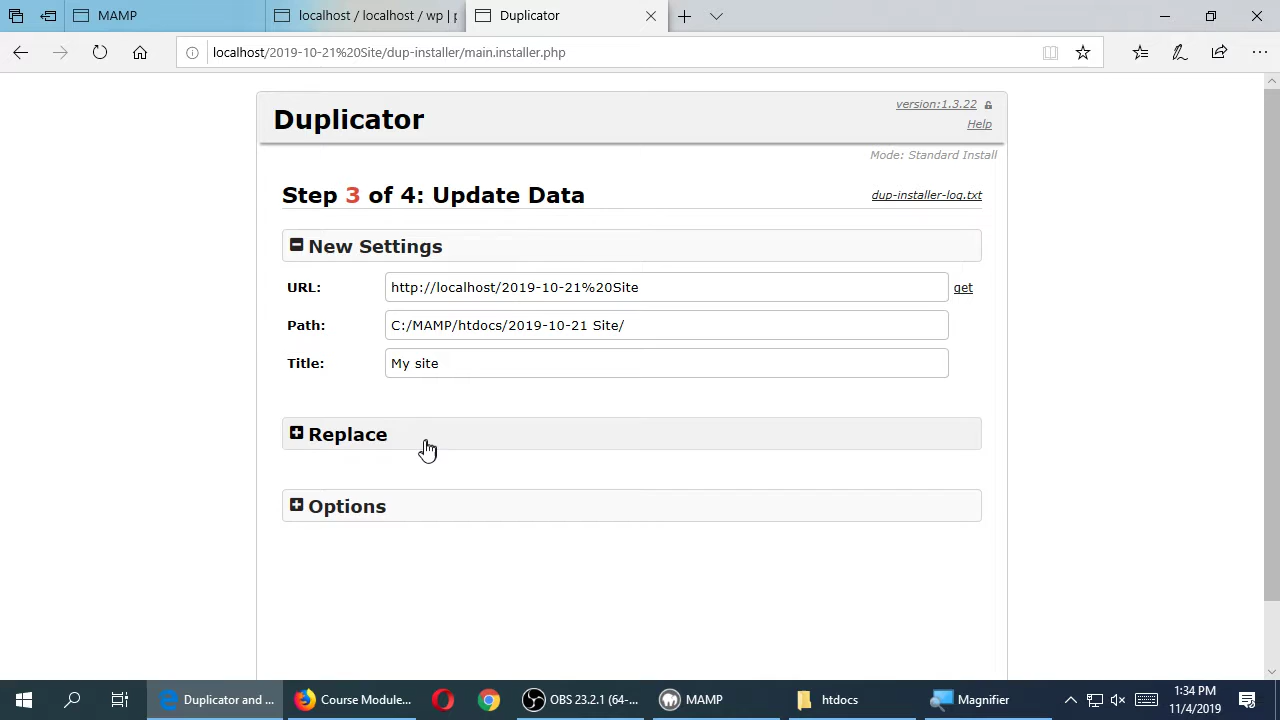 MAMP
localhost / localhost / wp | p
Duplicator
localhost/2019-10-21%20Site/dup-installer/main.installer.php
Duplicator
version:1.3.22
Help
Mode: Standard Install
Step 3 of 4: Update Data
dup-installer-log.txt
New Settings
URL:
http://localhost/2019-10-21%20Site
get
Path:
C:/MAMP/htdocs/2019-10-21 Site/
Title:
My site
Replace
Options
Duplicator and ...
Course Module...
OBS 23.2.1 (64-...
MAMP
htdocs
Magnifier
1:34 PM
11/4/2019